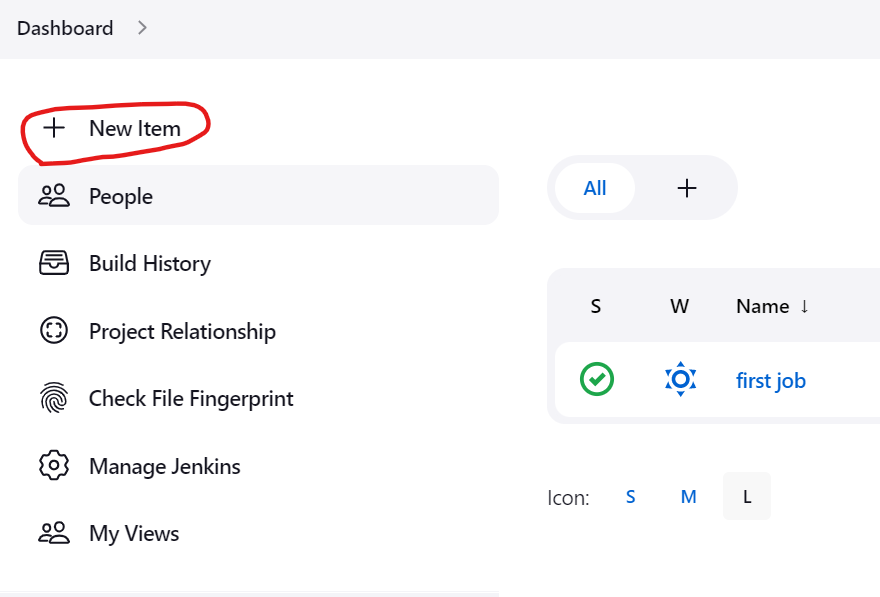 Dashboard
New Item
People
Build History
Project Relationship
Check File Fingerprint
Manage Jenkins
My Views
All +
S W Name ↓
first job
Icon: S M L